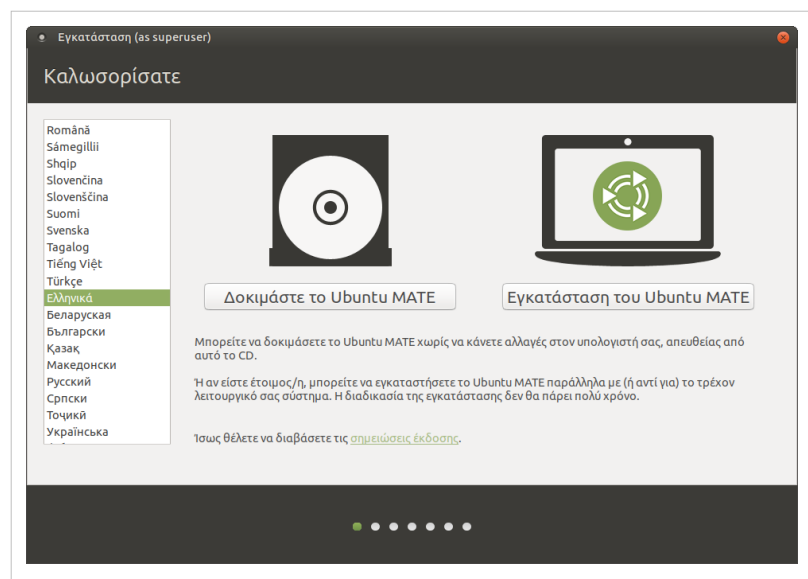 Εγκατάσταση (as superuser)
Καλωσορίσατε
Română
Sámegillii
Shqip
Slovenčina
Slovenščina
Suomi
Svenska
Tagalog
Tiếng Việt
Türkçe
Ελληνικά
Беларуская
Български
Қазақ
Македонски
Русский
Српски
Тоҷикӣ
Українська
Δοκιμάστε το Ubuntu MATE
Εγκατάσταση του Ubuntu MATE
Μπορείτε να δοκιμάσετε το Ubuntu MATE χωρίς να κάνετε αλλαγές στον υπολογιστή σας, απευθείας από
αυτό το CD.
Ή αν είστε έτοιμος/η, μπορείτε να εγκαταστήσετε το Ubuntu MATE παράλληλα με (ή αντί για) το τρέχον
λειτουργικό σας σύστημα. Η διαδικασία της εγκατάστασης δεν θα πάρει πολύ χρόνο.
Ίσως θέλετε να διαβάσετε τις σημειώσεις έκδοσης.